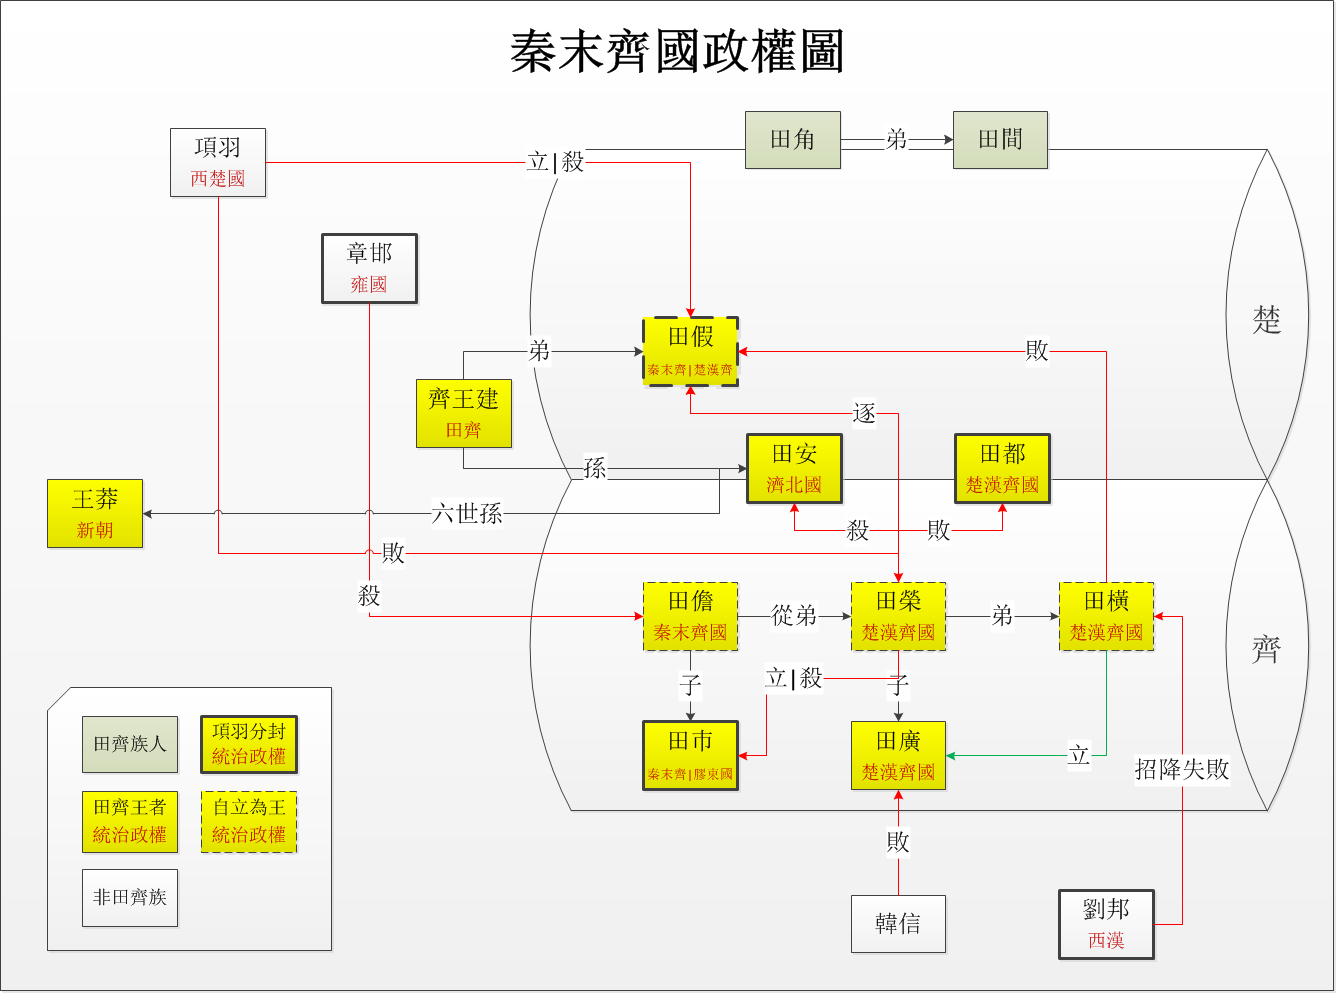 秦末齊國政權圖
田角
弟
田間
項羽
西楚國
立|殺
章邯
雍國
楚
田假
秦末齊|楚漢齊
弟
敗
齊王建
田齊
逐
孫
田安
濟北國
田都
楚漢齊國
王莽
新朝
六世孫
殺
敗
敗
殺
田儋
秦末齊國
從弟
田榮
楚漢齊國
弟
田橫
楚漢齊國
齊
子
立|殺
子
田市
秦末齊|膠東國
田廣
楚漢齊國
立
招降失敗
敗
韓信
劉邦
西漢
田齊族人
項羽分封
統治政權
田齊王者
統治政權
自立為王
統治政權
非田齊族